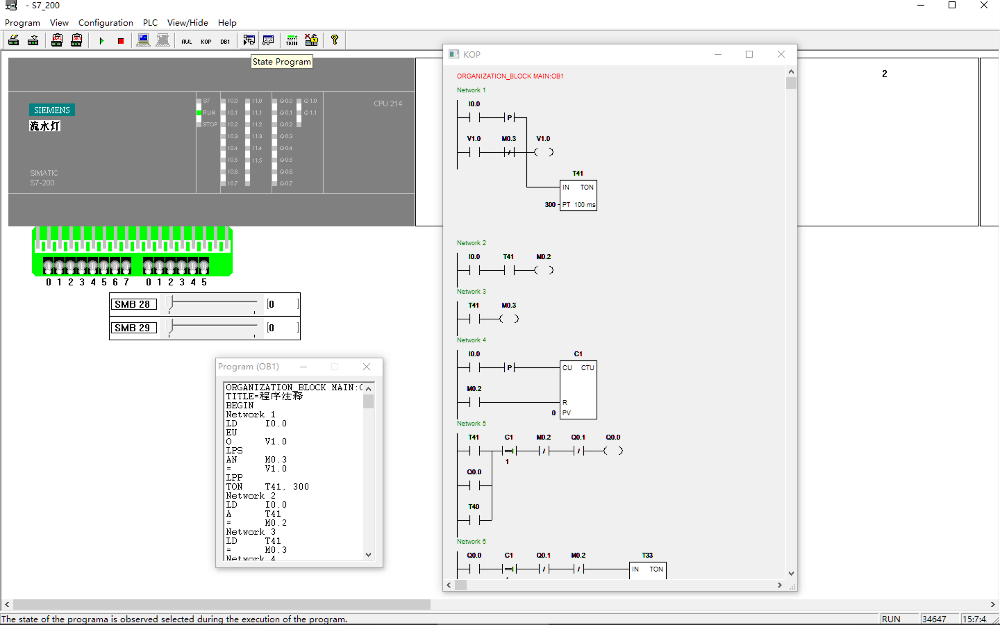 - S7_200
Program View Configuration PLC View/Hide Help
AWL KOP DB1 TD200 ?
State Program
SIEMENS
流水灯
SIMATIC
S7-200
SF
RUN
STOP
I0.0
I0.1
I0.2
I0.3
I0.4
I0.5
I0.6
I0.7
I1.0
I1.1
I1.2
I1.3
I1.4
I1.5
Q0.0
Q0.1
Q0.2
Q0.3
Q0.4
Q0.5
Q0.6
Q0.7
Q1.0
Q1.1
CPU 214
2
0 1 2 3 4 5 6 7 0 1 2 3 4 5
SMB 28 [0 ]
SMB 29 [0 ]
Program (OB1)
ORGANIZATION_BLOCK MAIN:
TITLE=程序注释
BEGIN
Network 1
LD I0.0
EU
O V1.0
LPS
AN M0.3
= V1.0
LPP
TON T41, 300
Network 2
LD I0.0
A T41
= M0.2
Network 3
LD T41
= M0.3
Network 4
KOP
ORGANIZATION_BLOCK MAIN:OB1
Network 1
I0.0
P
V1.0 M0.3 V1.0
/
T41
IN TON
300 PT 100 ms
Network 2
I0.0 T41 M0.2
Network 3
T41 M0.3
Network 4
I0.0 C1
P CU CTU
M0.2
R
0 PV
Network 5
T41 C1 M0.2 Q0.1 Q0.0
==I / /
1
Q0.0
T40
Network 6
Q0.0 C1 Q0.1 M0.2 T33
==I / / IN TON
The state of the programa is observed selected during the execution of the program.
RUN 34647 15:7:4